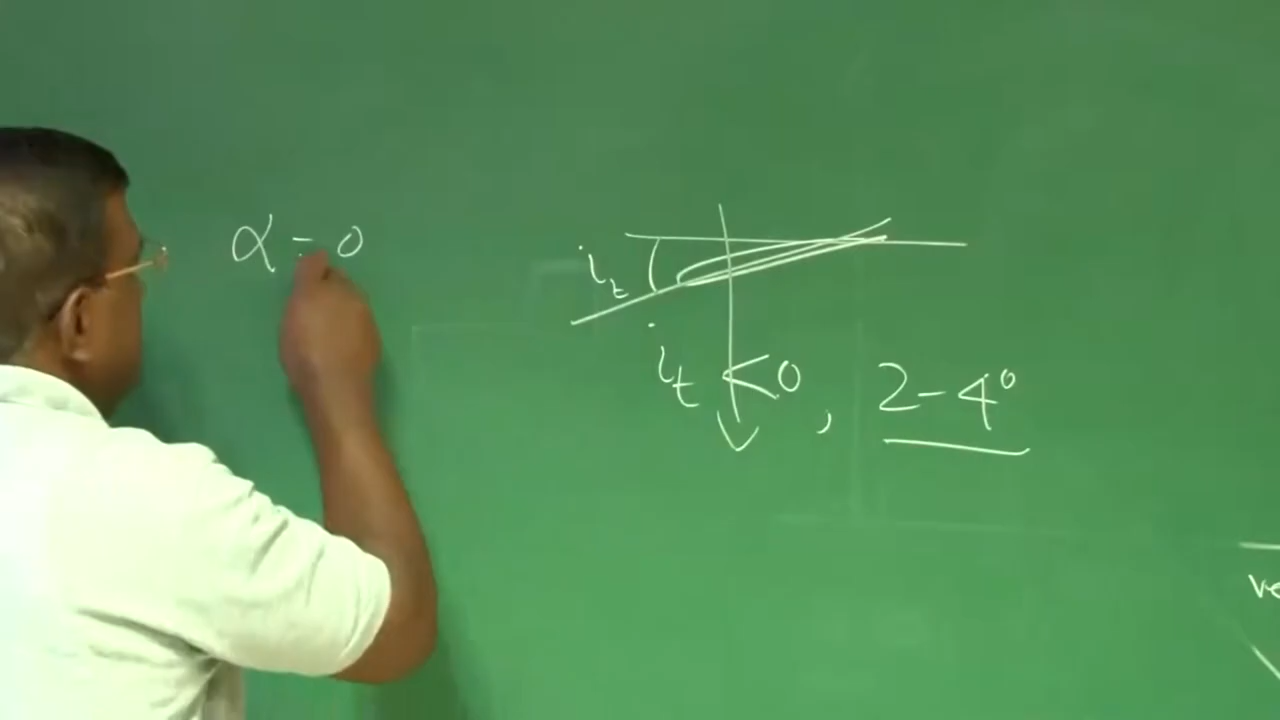 α = 0
i_t
i_t < 0, 2-4°